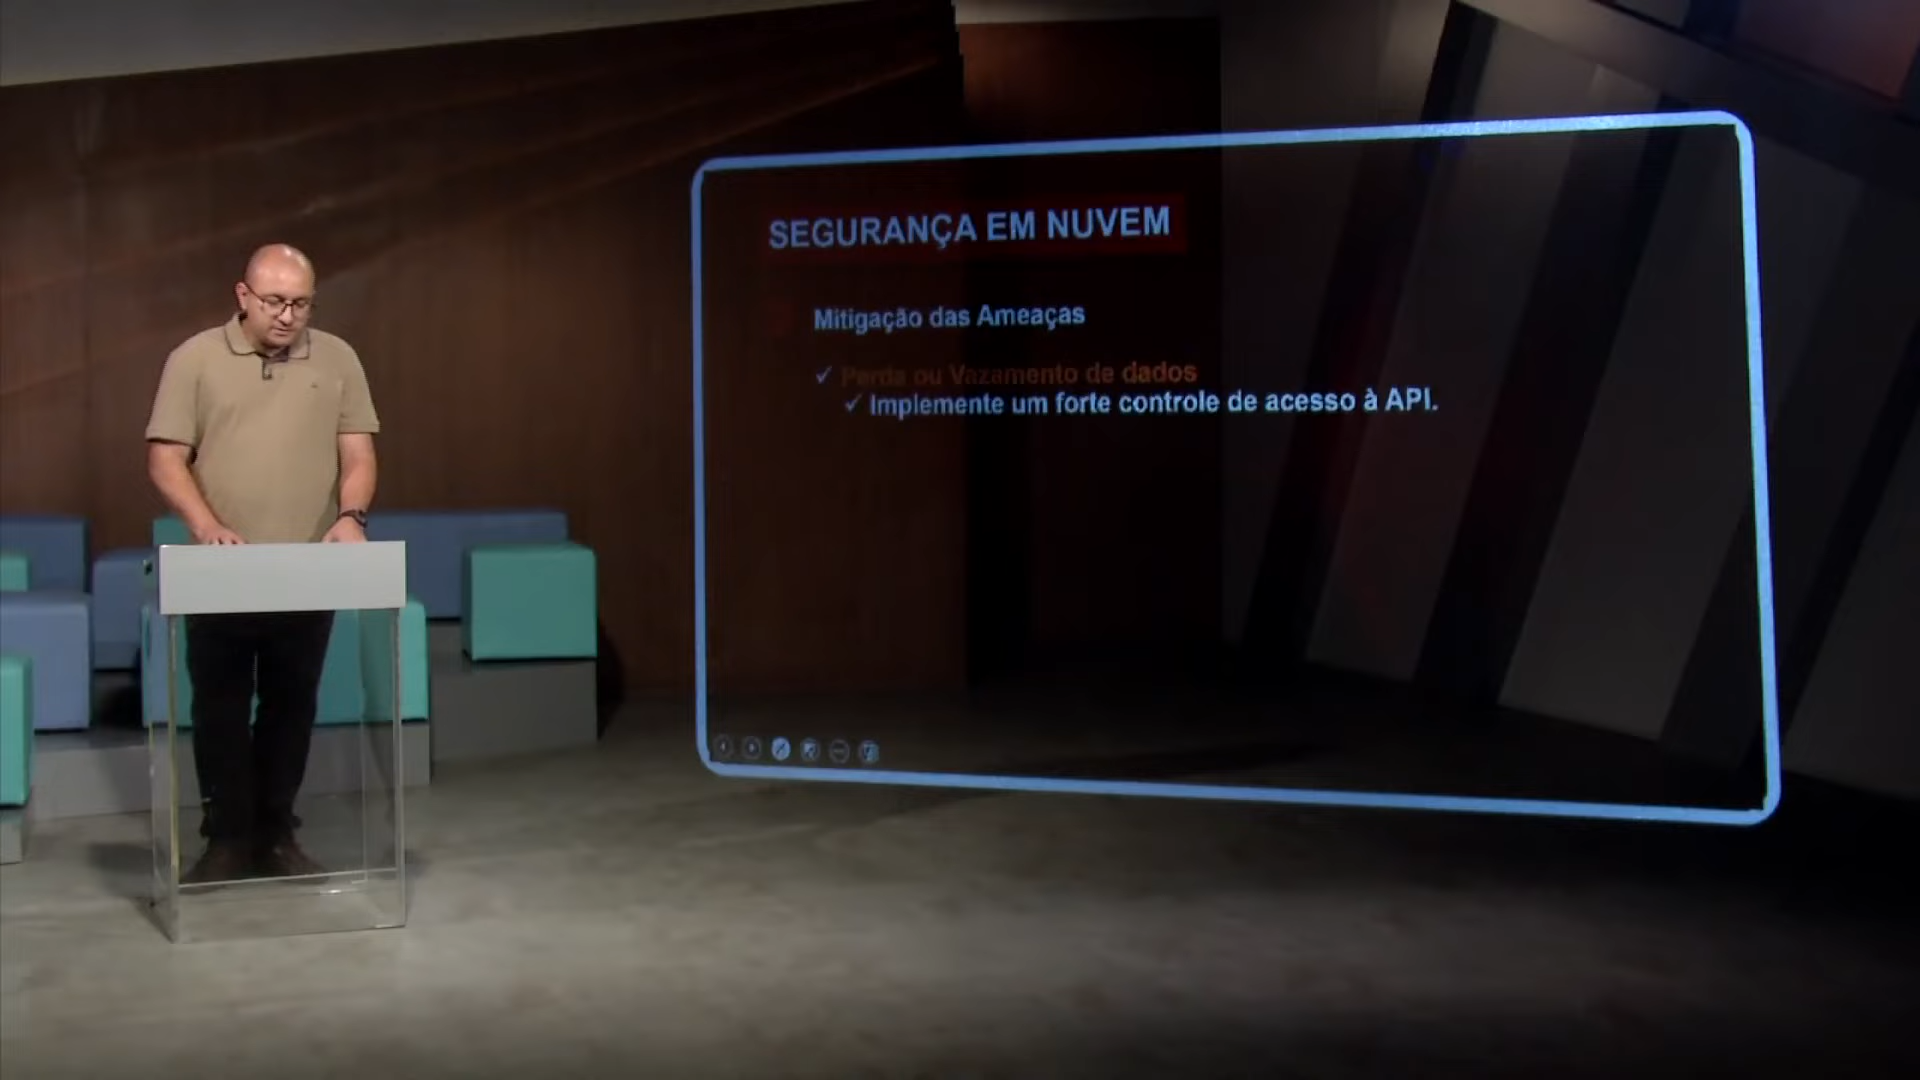 SEGURANÇA EM NUVEM
Mitigação das Ameaças
✓ Perda ou Vazamento de dados
✓ Implemente um forte controle de acesso à API.